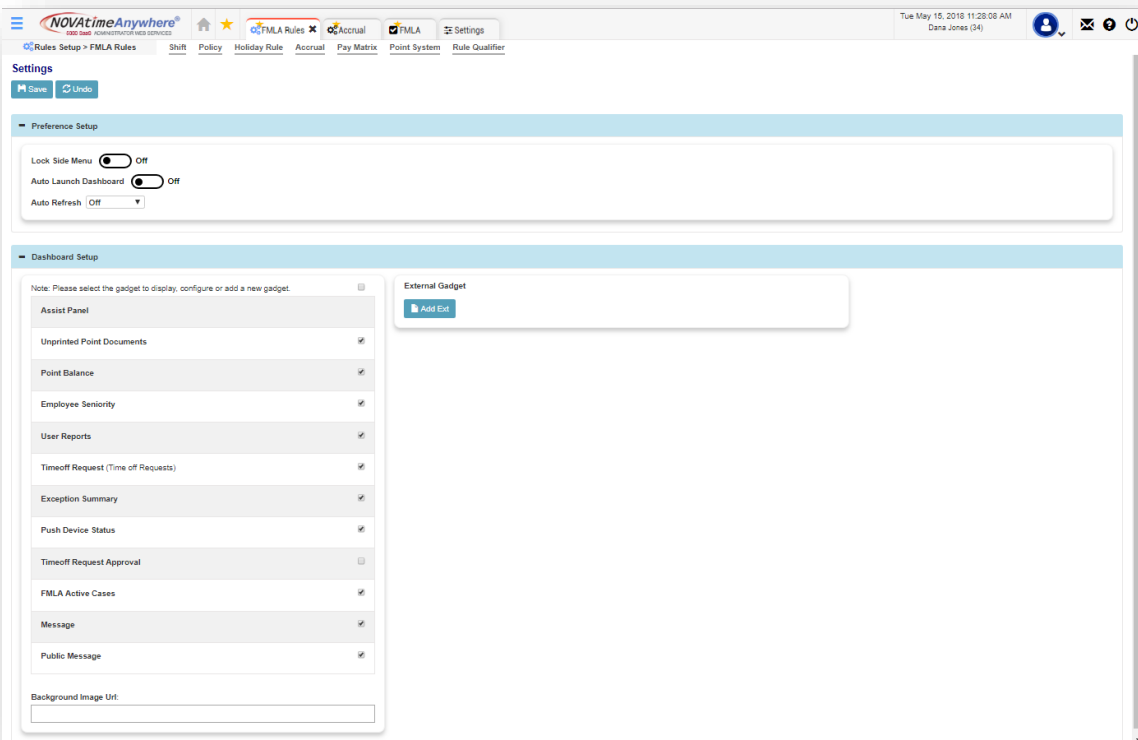 NOVAtimeAnywhere®
5000 SaaS ADMINISTRATOR WEB SERVICES
FMLA Rules
Accrual
FMLA
Settings
Tue May 15, 2018 11:28:08 AM
Dana Jones (34)
Rules Setup > FMLA Rules
Shift Policy Holiday Rule Accrual Pay Matrix Point System Rule Qualifier
Settings
Save Undo
Preference Setup
Lock Side Menu Off
Auto Launch Dashboard Off
Auto Refresh Off
Dashboard Setup
Note: Please select the gadget to display, configure or add a new gadget.
External Gadget
Add Ext
Assist Panel
Unprinted Point Documents
Point Balance
Employee Seniority
User Reports
Timeoff Request (Time off Requests)
Exception Summary
Push Device Status
Timeoff Request Approval
FMLA Active Cases
Message
Public Message
Background Image Url: